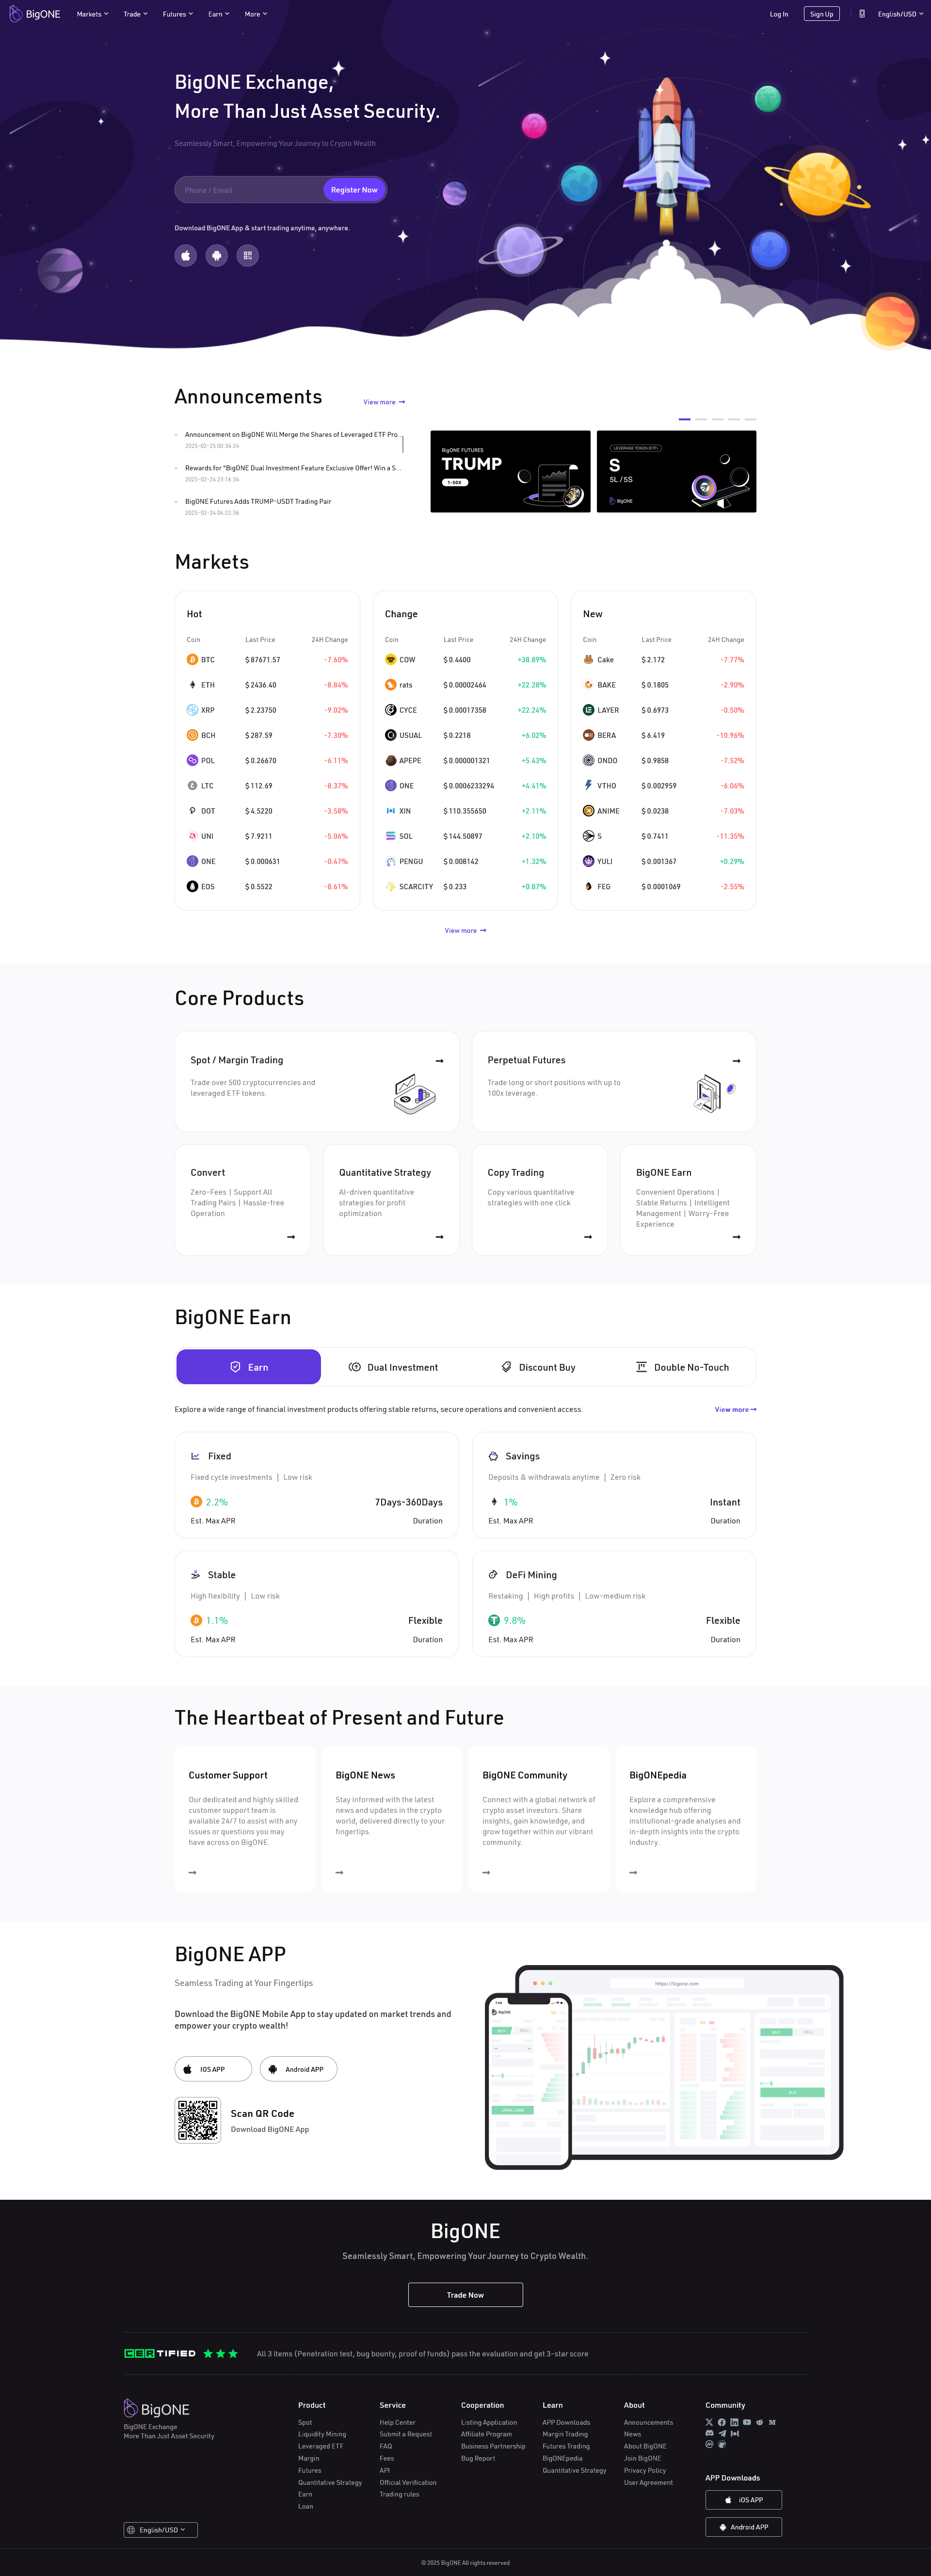 BigONE Markets Trade Futures Earn More Log In Sign Up English/USD
BigONE Exchange,
More Than Just Asset Security.
Seamlessly Smart, Empowering Your Journey to Crypto Wealth.
Phone / Email Register Now
Download BigONE App & start trading anytime, anywhere.
Announcements View more
Announcement on BigONE Will Merge the Shares of Leveraged ETF Pro...
2025-02-25 00:34:24
Rewards for "BigONE Dual Investment Feature Exclusive Offer! Win a S...
2025-02-24 23:16:34
BigONE Futures Adds TRUMP-USDT Trading Pair
2025-02-24 04:22:36
BigONE FUTURES
TRUMP
1-50X
LEVERAGE TOKEN (ETF)
S
5L / 5S
BigONE
Markets
Hot
Coin Last Price 24H Change
BTC $ 87671.57 -7.60%
ETH $ 2436.40 -8.84%
XRP $ 2.23750 -9.02%
BCH $ 287.59 -7.30%
POL $ 0.26670 -6.11%
LTC $ 112.69 -8.37%
DOT $ 4.5220 -3.58%
UNI $ 7.9211 -5.06%
ONE $ 0.000631 -0.47%
EOS $ 0.5522 -8.61%
Change
Coin Last Price 24H Change
COW $ 0.4400 +38.89%
rats $ 0.00002464 +22.28%
CYCE $ 0.00017358 +22.24%
USUAL $ 0.2218 +6.02%
APEPE $ 0.000001321 +5.43%
ONE $ 0.0006233294 +4.41%
XIN $ 110.355650 +2.11%
SOL $ 144.50897 +2.10%
PENGU $ 0.008142 +1.32%
SCARCITY $ 0.233 +0.87%
New
Coin Last Price 24H Change
Cake $ 2.172 -7.77%
BAKE $ 0.1805 -2.90%
LAYER $ 0.6973 -0.50%
BERA $ 6.419 -10.96%
ONDO $ 0.9858 -7.52%
VTHO $ 0.002959 -6.06%
ANIME $ 0.0238 -7.03%
S $ 0.7411 -11.35%
YULI $ 0.001367 +0.29%
FEG $ 0.0001069 -2.55%
View more
Core Products
Spot / Margin Trading
Trade over 500 cryptocurrencies and
leveraged ETF tokens.
Perpetual Futures
Trade long or short positions with up to
100x leverage.
Convert
Zero-Fees | Support All
Trading Pairs | Hassle-free
Operation
Quantitative Strategy
AI-driven quantitative
strategies for profit
optimization
Copy Trading
Copy various quantitative
strategies with one click
BigONE Earn
Convenient Operations |
Stable Returns | Intelligent
Management | Worry-Free
Experience
BigONE Earn
Earn Dual Investment Discount Buy Double No-Touch
Explore a wide range of financial investment products offering stable returns, secure operations and convenient access. View more
Fixed
Fixed cycle investments | Low risk
2.2% 7Days-360Days
Est. Max APR Duration
Savings
Deposits & withdrawals anytime | Zero risk
1% Instant
Est. Max APR Duration
Stable
High flexibility | Low risk
1.1% Flexible
Est. Max APR Duration
DeFi Mining
Restaking | High profits | Low-medium risk
9.8% Flexible
Est. Max APR Duration
The Heartbeat of Present and Future
Customer Support
Our dedicated and highly skilled
customer support team is
available 24/7 to assist with any
issues or questions you may
have across on BigONE.
BigONE News
Stay informed with the latest
news and updates in the crypto
world, delivered directly to your
fingertips.
BigONE Community
Connect with a global network of
crypto asset investors. Share
insights, gain knowledge, and
grow together within our vibrant
community.
BigONEpedia
Explore a comprehensive
knowledge hub offering
institutional-grade analyses and
in-depth insights into the crypto
industry.
BigONE APP
Seamless Trading at Your Fingertips
Download the BigONE Mobile App to stay updated on market trends and
empower your crypto wealth!
IOS APP Android APP
Scan QR Code
Download BigONE App
https://bigone.com
BigONE
BUY SELL
BUY SELL
BUY
BigONE
Seamlessly Smart, Empowering Your Journey to Crypto Wealth.
Trade Now
CERTIFIED All 3 items (Penetration test, bug bounty, proof of funds) pass the evaluation and get 3-star score
BigONE
BigONE Exchange
More Than Just Asset Security
English/USD
Product
Spot
Liquidity Mining
Leveraged ETF
Margin
Futures
Quantitative Strategy
Earn
Loan
Service
Help Center
Submit a Request
FAQ
Fees
API
Official Verification
Trading rules
Cooperation
Listing Application
Affiliate Program
Business Partnership
Bug Report
Learn
APP Downloads
Margin Trading
Futures Trading
BigONEpedia
Quantitative Strategy
About
Announcements
News
About BigONE
Join BigONE
Privacy Policy
User Agreement
Community
APP Downloads
iOS APP
Android APP
© 2025 BigONE All rights reserved